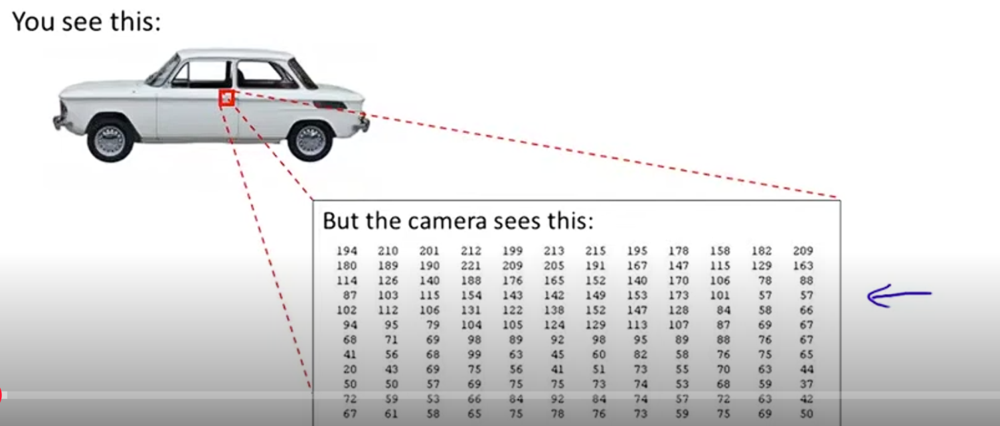 You see this:
But the camera sees this:
194 210 201 212 199 213 215 195 178 158 182 209
180 189 190 221 209 205 191 167 147 115 129 163
114 126 140 188 176 165 152 140 170 106 78 88
87 103 115 154 143 142 149 153 173 101 57 57
102 112 106 131 122 138 152 147 128 84 58 66
94 95 79 104 105 124 129 113 107 87 69 67
68 71 69 98 89 92 98 95 89 88 76 67
41 56 68 99 63 45 60 82 58 76 75 65
20 43 69 75 56 41 51 73 55 70 63 44
50 50 57 69 75 75 73 74 53 68 59 37
72 59 53 66 84 92 84 74 57 72 63 42
67 61 58 65 75 78 76 73 59 75 69 50